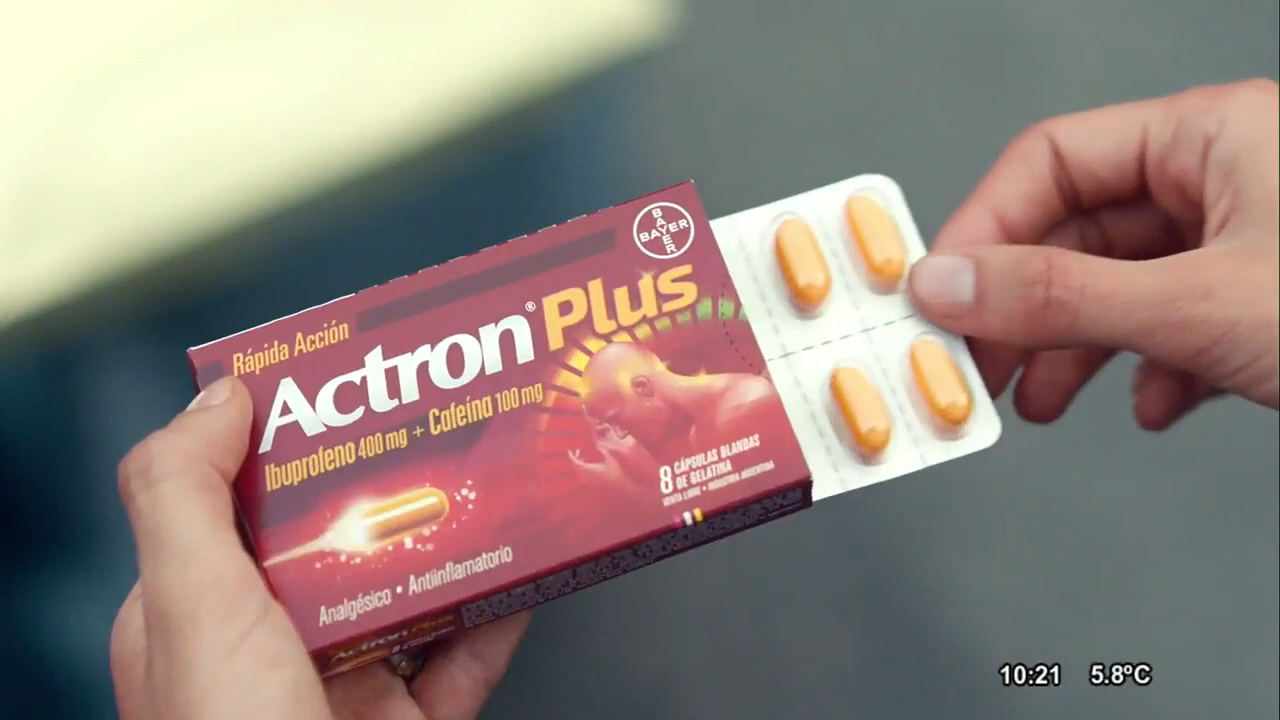 BAYER
BAYER
Rápida Acción
Actron® Plus
Ibuprofeno 400 mg + Cafeína 100 mg
8 CÁPSULAS BLANDAS
DE GELATINA
VENTA LIBRE • INDUSTRIA ARGENTINA
Analgésico • Antiinflamatorio
Actron Plus
10:21 5.8°C